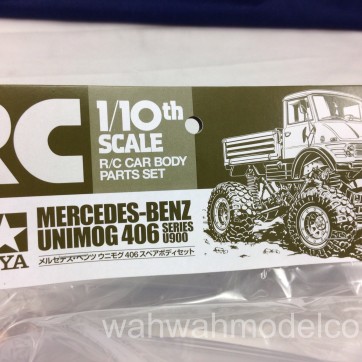 RC
1/10th
SCALE
R/C CAR BODY
PARTS SET
YA
MERCEDES-BENZ
UNIMOG 406 SERIES U900
メルセデス・ベンツ ウニモグ 406 スペアボディセット
wahwahmodelco